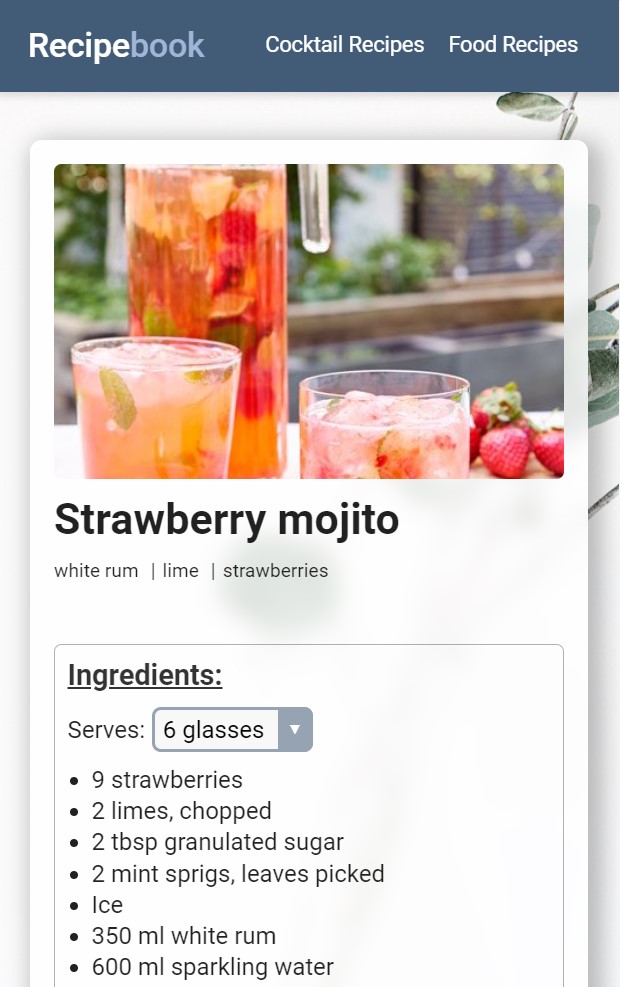 Recipebook
Cocktail Recipes Food Recipes
Strawberry mojito
white rum | lime | strawberries
Ingredients:
Serves: 6 glasses ▼
• 9 strawberries
• 2 limes, chopped
• 2 tbsp granulated sugar
• 2 mint sprigs, leaves picked
• Ice
• 350 ml white rum
• 600 ml sparkling water